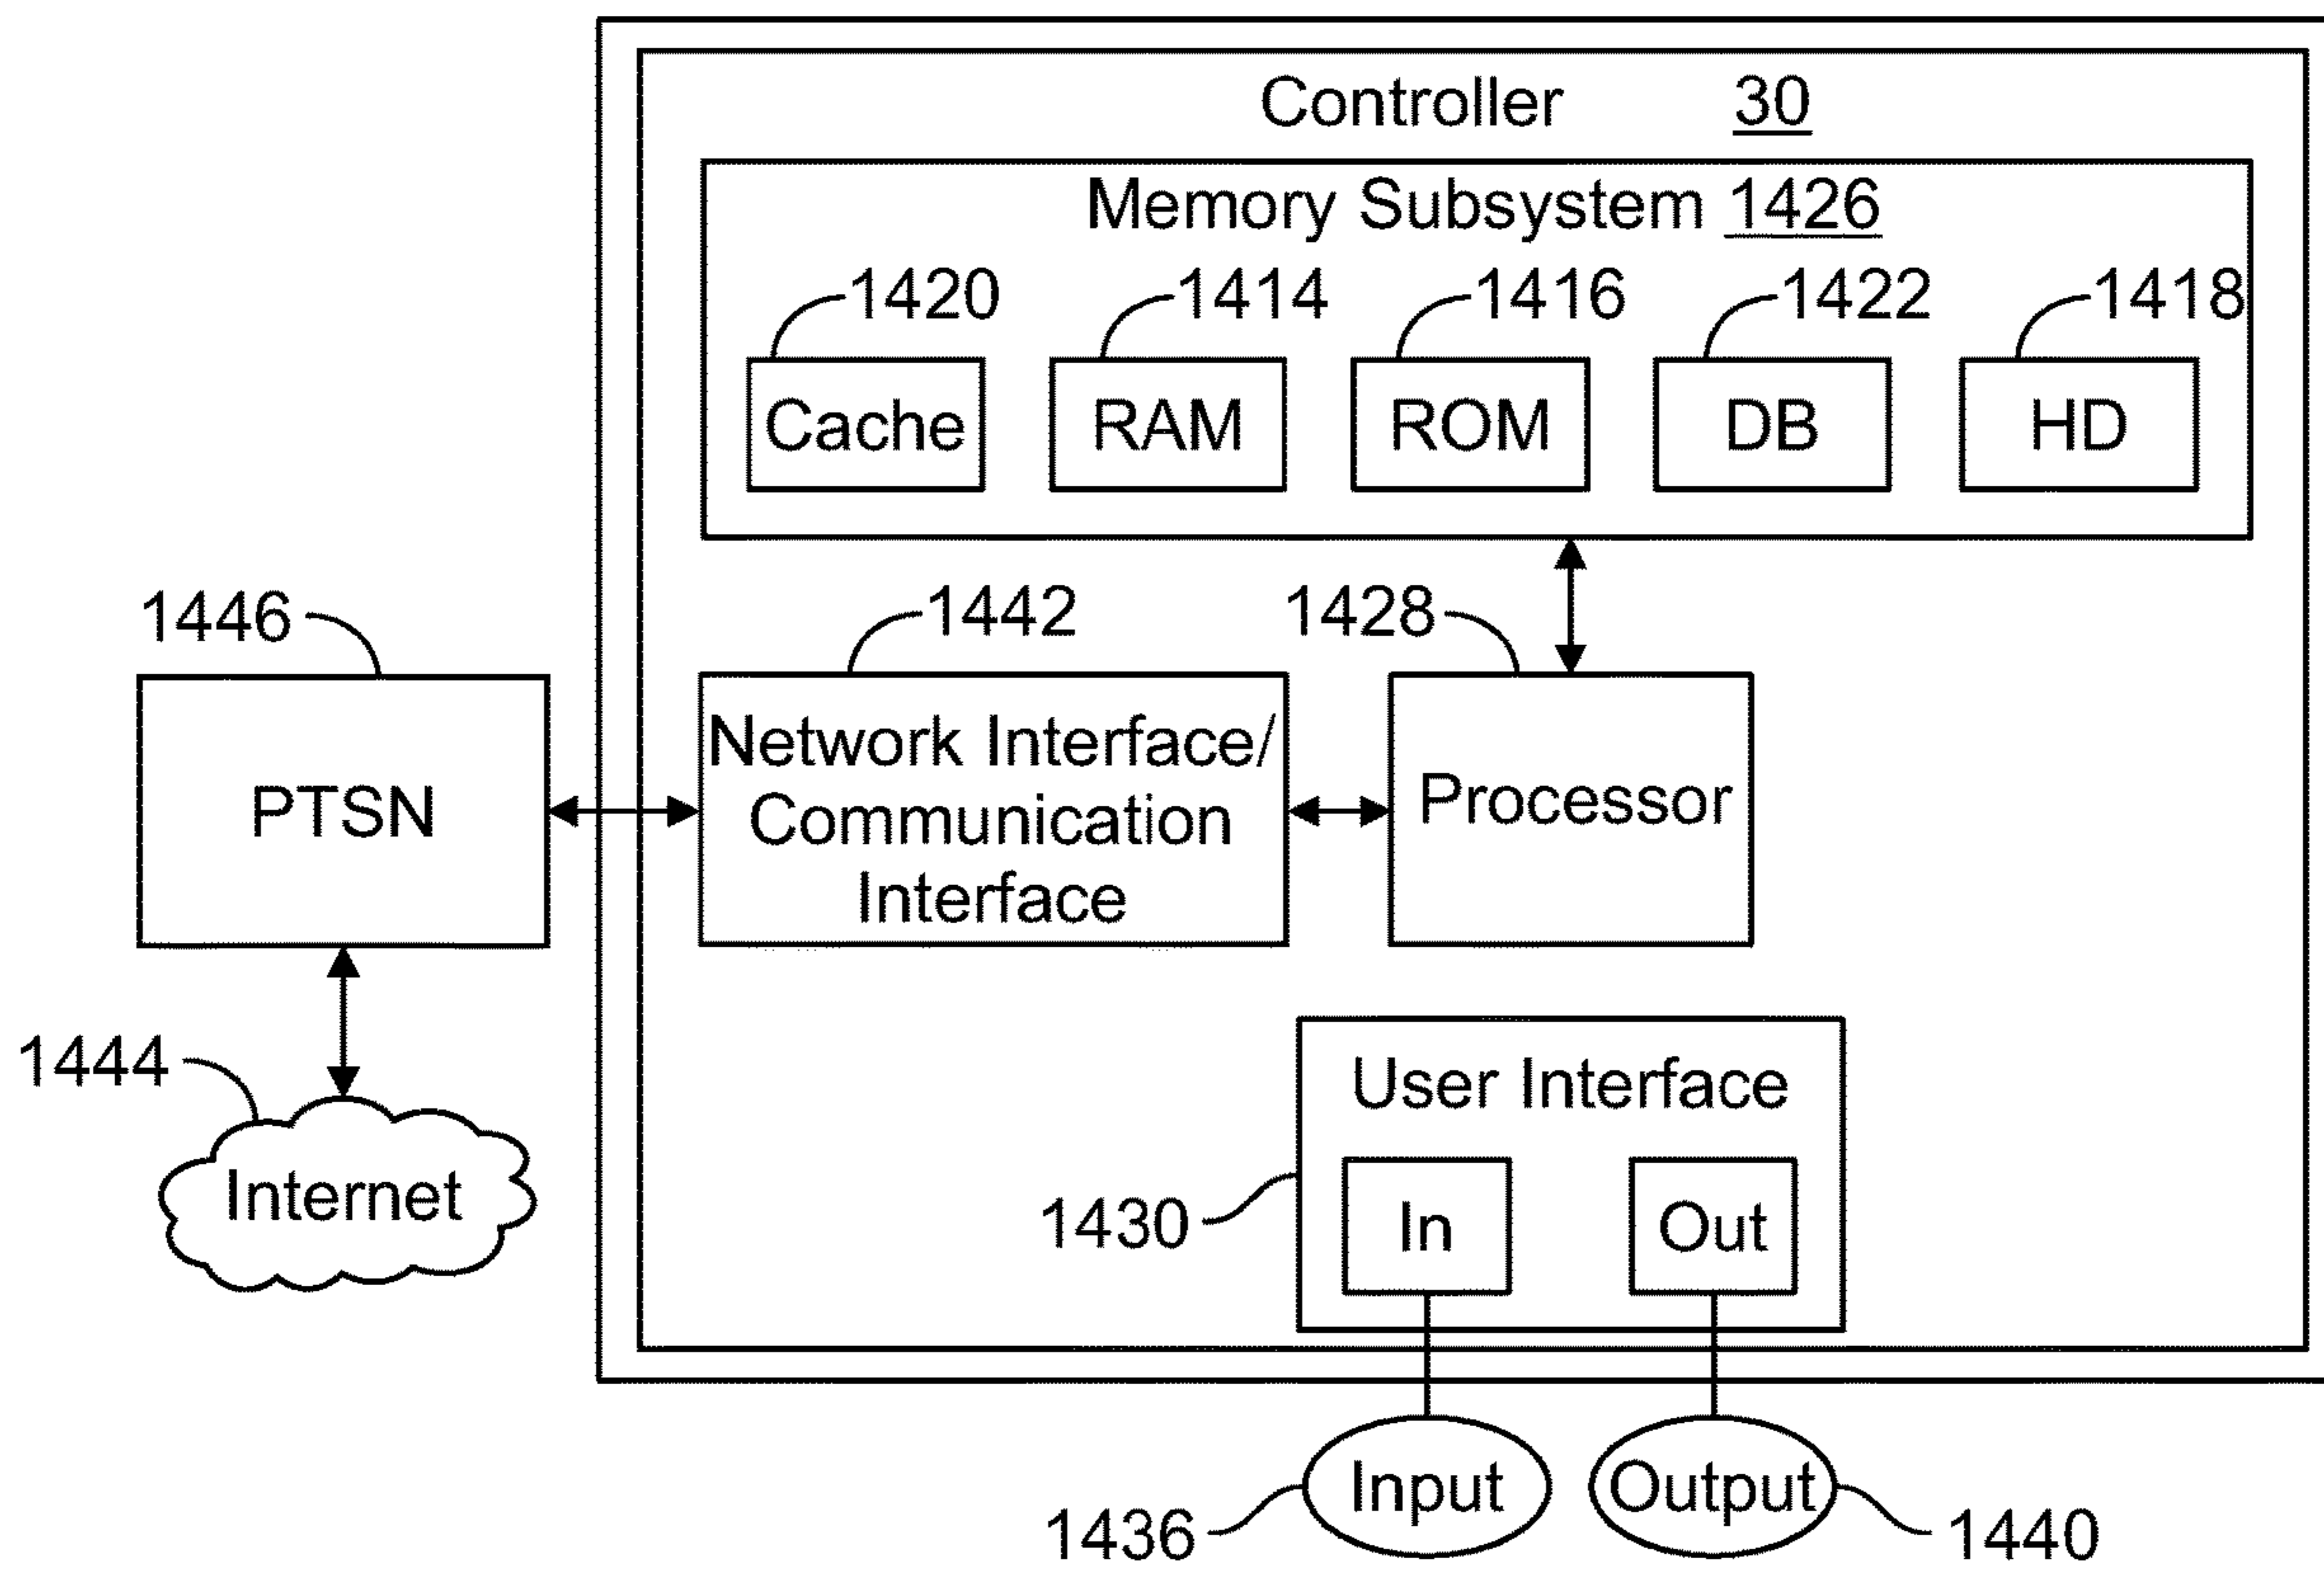 Controller 30
Memory Subsystem 1426
1420 1414 1416 1422 1418
Cache RAM ROM DB HD
1446 1442 1428
PTSN
Network Interface/
Communication
Interface
Processor
1444
Internet
User Interface
1430
In Out
Input Output
1436 1440